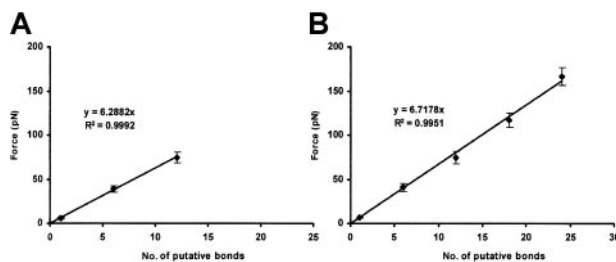 A
B
200
150
100
50
0
Force (pN)
y = 6.2882x
R² = 0.9992
0 5 10 15 20 25
No. of putative bonds
200
150
100
50
0
Force (pN)
y = 6.7178x
R² = 0.9951
0 5 10 15 20 25 30
No. of putative bonds